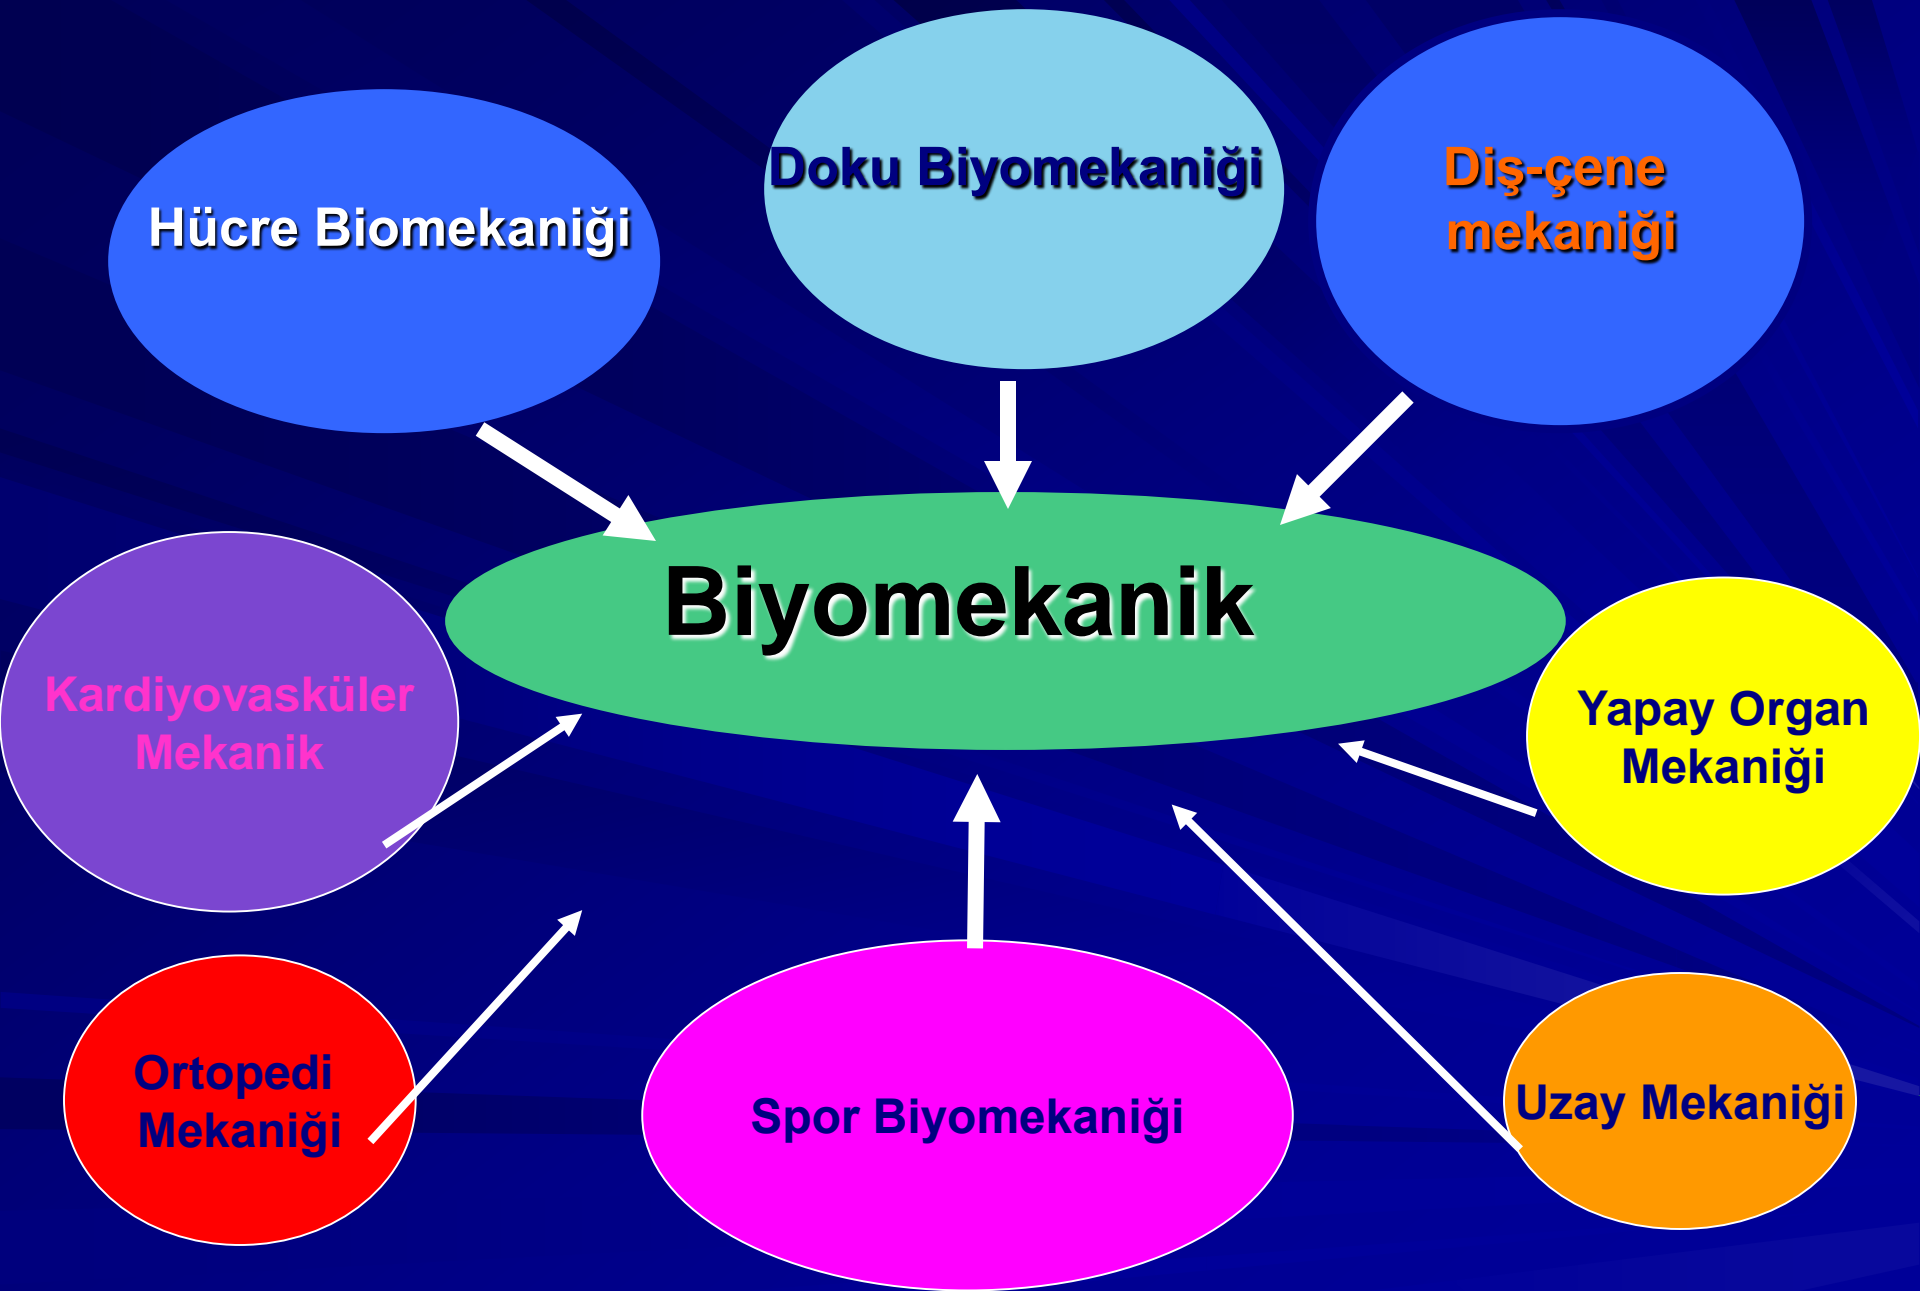 Hücre Biomekaniği
Doku Biyomekaniği
Diş-çene
mekaniği
Biyomekanik
Kardiyovasküler
Mekanik
Yapay Organ
Mekaniği
Ortopedi
Mekaniği
Spor Biyomekaniği
Uzay Mekaniği